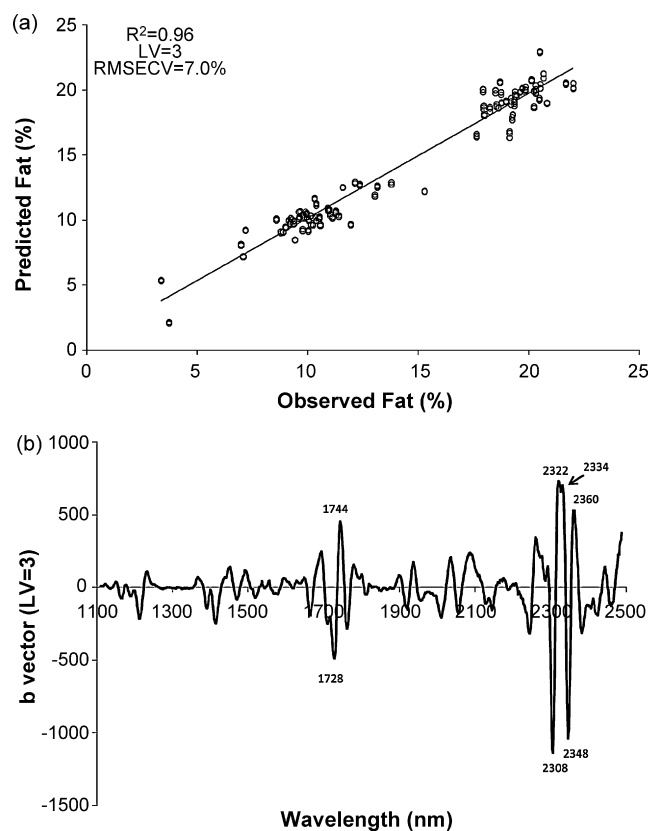 (a)
R²=0.96
LV=3
RMSECV=7.0%
25
20
15
10
5
0
Predicted Fat (%)
0 5 10 15 20 25
Observed Fat (%)
(b)
1000
500
0
-500
-1000
-1500
b vector (LV=3)
1100 1300 1500 1700 1900 2100 2300 2500
1744
1728
2322
2334
2360
2308
2348
Wavelength (nm)